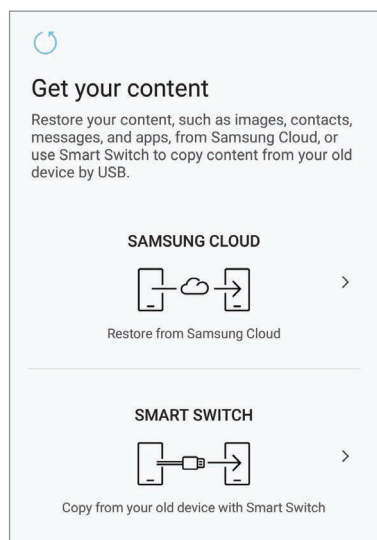 Get your content
Restore your content, such as images, contacts,
messages, and apps, from Samsung Cloud, or
use Smart Switch to copy content from your old
device by USB.
SAMSUNG CLOUD
Restore from Samsung Cloud
SMART SWITCH
Copy from your old device with Smart Switch